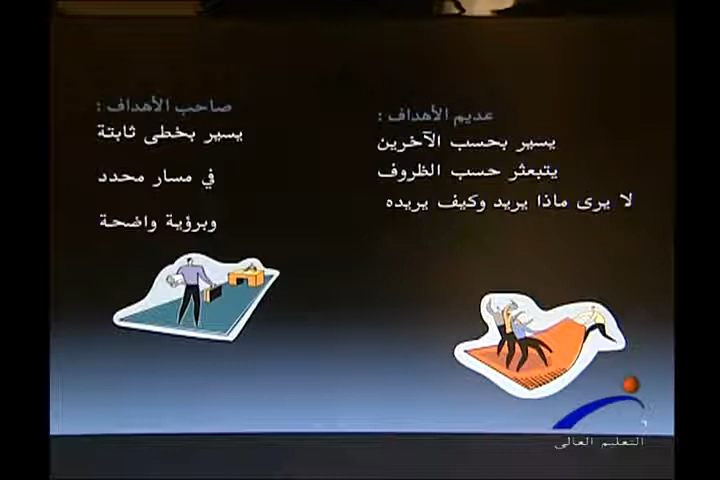 عديم الأهداف :
يسير بحسب الآخرين
يتبعثر حسب الظروف
لا يرى ماذا يريد وكيف يريده
صاحب الأهداف :
يسير بخطى ثابتة
في مسار محدد
وبرؤية واضحة
التعليم العالى